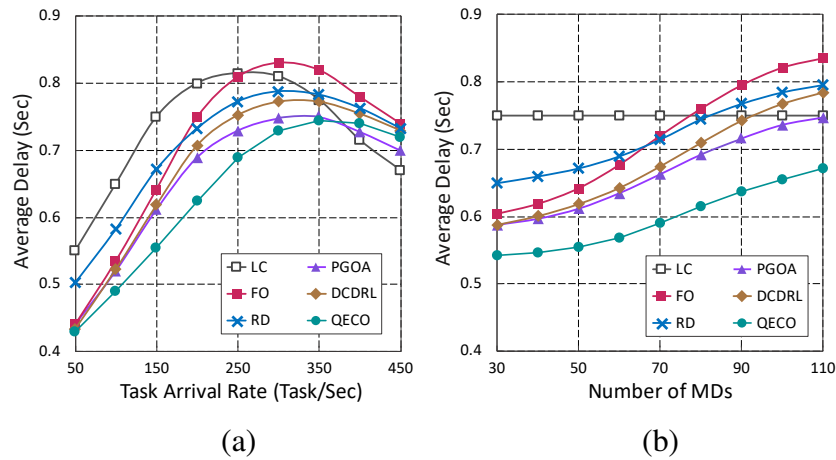 0.9
0.8
0.7
0.6
0.5
0.4
Average Delay (Sec)
50 150 250 350 450
Task Arrival Rate (Task/Sec)
LC PGOA
FO DCDRL
RD QECO
(a)
0.9
0.8
0.7
0.6
0.5
0.4
Average Delay (Sec)
30 50 70 90 110
Number of MDs
LC PGOA
FO DCDRL
RD QECO
(b)